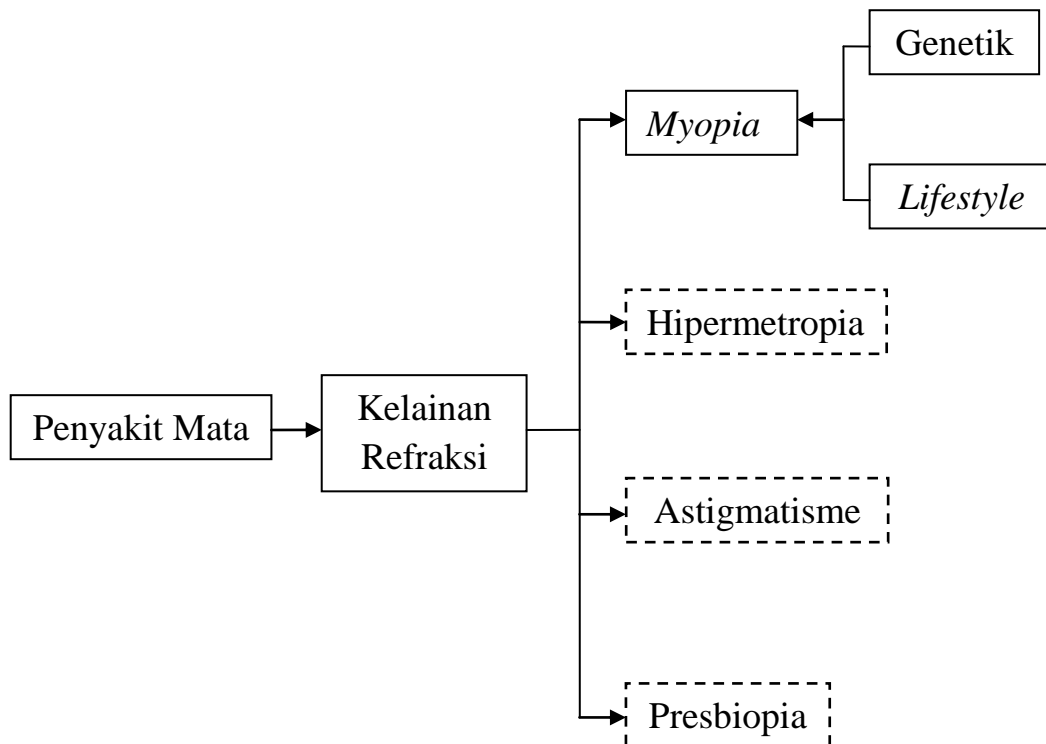 Genetik
Myopia
Lifestyle
Hipermetropia
Penyakit Mata
Kelainan
Refraksi
Astigmatisme
Presbiopia